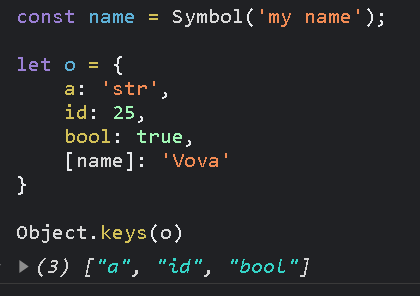 const name = Symbol('my name');
let o = {
    a: 'str',
    id: 25,
    bool: true,
    [name]: 'Vova'
}
Object.keys(o)
▶ (3) ["a", "id", "bool"]